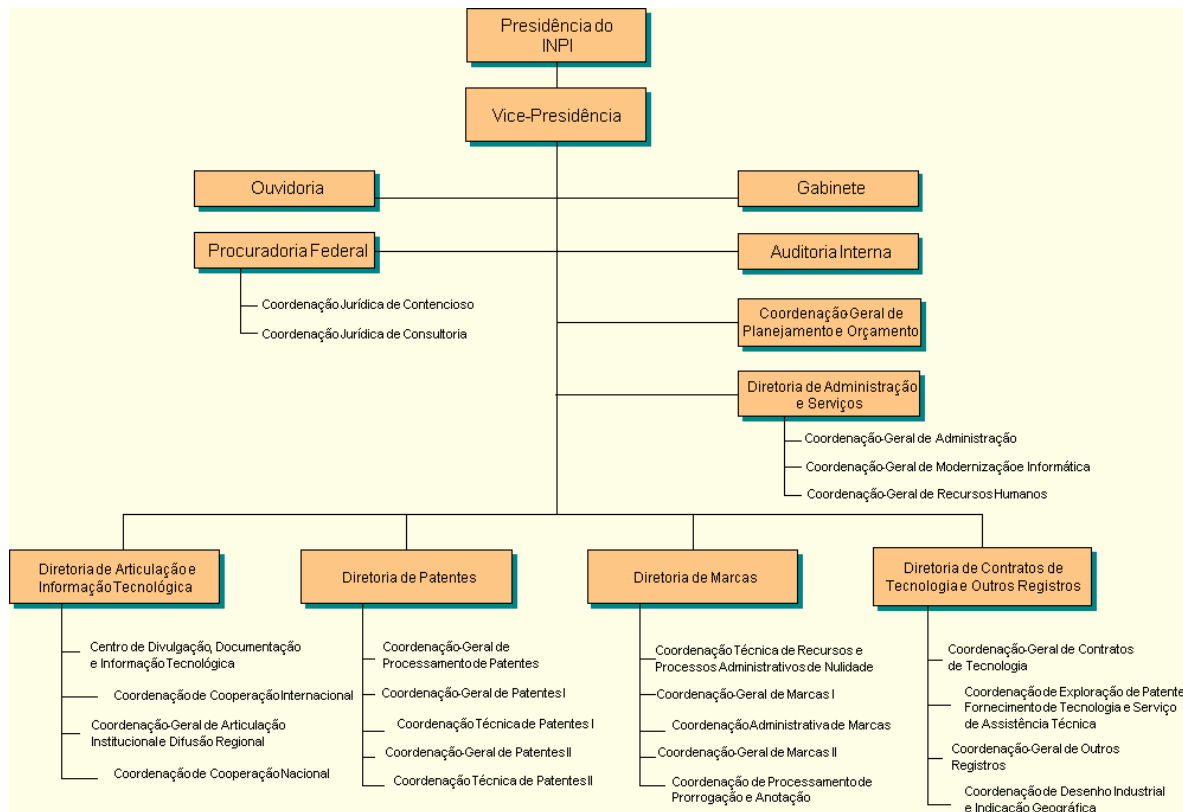 Presidência do
INPI
Vice-Presidência
Ouvidoria
Gabinete
Procuradoria Federal
Auditoria Interna
Coordenação Jurídica de Contencioso
Coordenação Jurídica de Consultoria
Coordenação-Geral de
Planejamento e Orçamento
Diretoria de Administração
e Serviços
Coordenação-Geral de Administração
Coordenação-Geral de Modernização e Informática
Coordenação-Geral de Recursos Humanos
Diretoria de Articulação e
Informação Tecnológica
Centro de Divulgação, Documentação
e Informação Tecnológica
Coordenação de Cooperação Internacional
Coordenação-Geral de Articulação
Institucional e Difusão Regional
Coordenação de Cooperação Nacional
Diretoria de Patentes
Coordenação-Geral de
Processamento de Patentes
Coordenação-Geral de Patentes I
Coordenação Técnica de Patentes I
Coordenação-Geral de Patentes II
Coordenação Técnica de Patentes II
Diretoria de Marcas
Coordenação Técnica de Recursos e
Processos Administrativos de Nulidade
Coordenação-Geral de Marcas I
Coordenação Administrativa de Marcas
Coordenação-Geral de Marcas II
Coordenação de Processamento de
Prorrogação e Anotação
Diretoria de Contratos de
Tecnologia e Outros Registros
Coordenação-Geral de Contratos
de Tecnologia
Coordenação de Exploração de Patente
Fornecimento de Tecnologia e Serviço
de Assistência Técnica
Coordenação-Geral de Outros
Registros
Coordenação de Desenho Industrial
e Indicação Geográfica